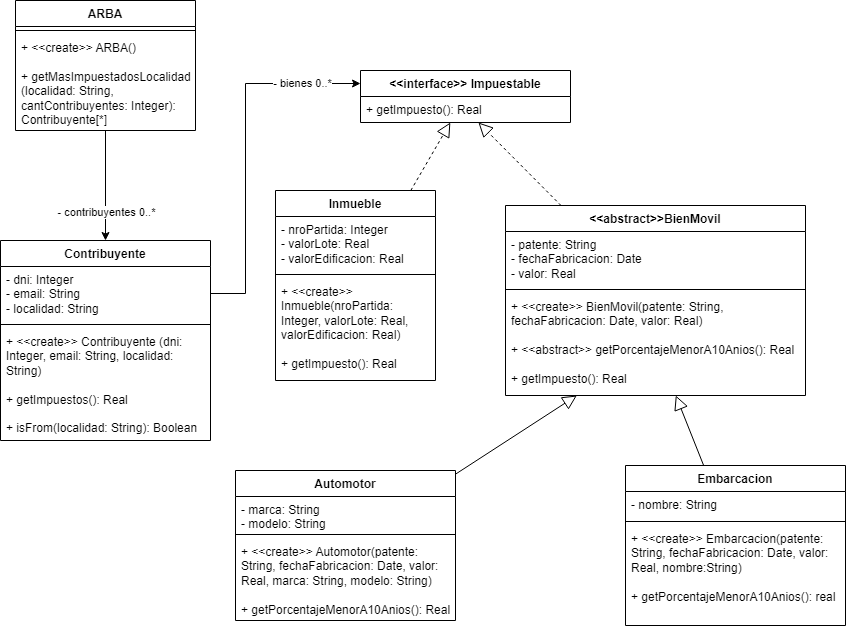 ARBA
+ <<create>> ARBA()
+ getMasImpuestadosLocalidad
(localidad: String,
cantContribuyentes: Integer):
Contribuyente[*]
- contribuyentes 0..*
Contribuyente
- dni: Integer
- email: String
- localidad: String
+ <<create>> Contribuyente (dni:
Integer, email: String, localidad:
String)
+ getImpuestos(): Real
+ isFrom(localidad: String): Boolean
- bienes 0..*
<<interface>> Impuestable
+ getImpuesto(): Real
Inmueble
- nroPartida: Integer
- valorLote: Real
- valorEdificacion: Real
+ <<create>>
Inmueble(nroPartida:
Integer, valorLote: Real,
valorEdificacion: Real)
+ getImpuesto(): Real
<<abstract>>BienMovil
- patente: String
- fechaFabricacion: Date
- valor: Real
+ <<create>> BienMovil(patente: String,
fechaFabricacion: Date, valor: Real)
+ <<abstract>> getPorcentajeMenorA10Anios(): Real
+ getImpuesto(): Real
Automotor
- marca: String
- modelo: String
+ <<create>> Automotor(patente:
String, fechaFabricacion: Date, valor:
Real, marca: String, modelo: String)
+ getPorcentajeMenorA10Anios(): Real
Embarcacion
- nombre: String
+ <<create>> Embarcacion(patente:
String, fechaFabricacion: Date, valor:
Real, nombre:String)
+ getPorcentajeMenorA10Anios(): real